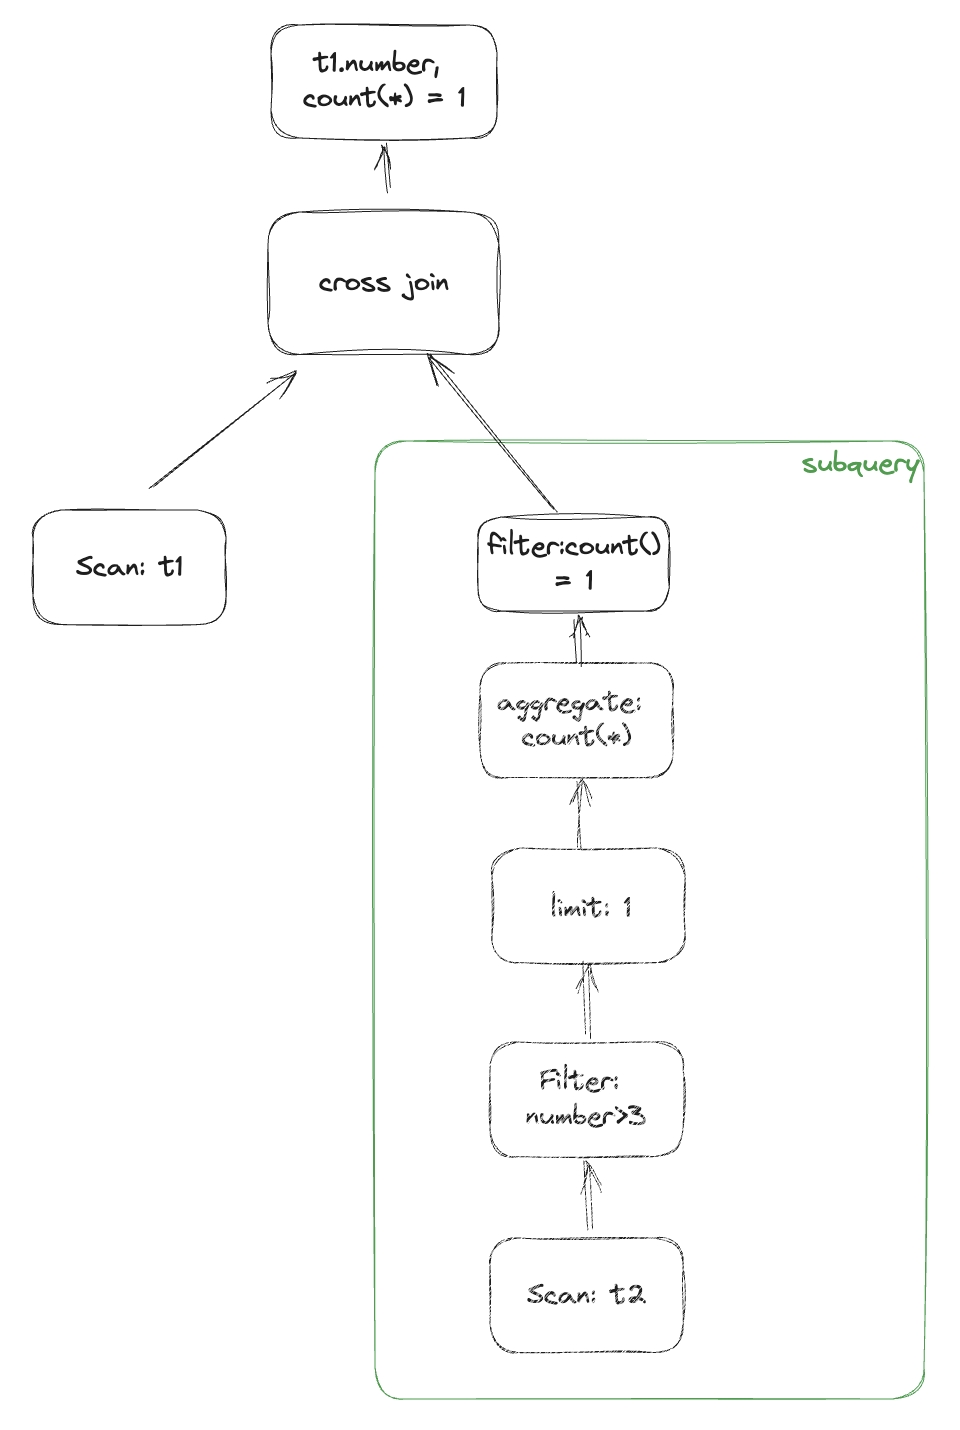 t1.number,
count(*) = 1
cross join
subquery
Scan: t1
filter:count()
= 1
aggregate:
count(*)
limit: 1
Filter:
number>3
Scan: t2